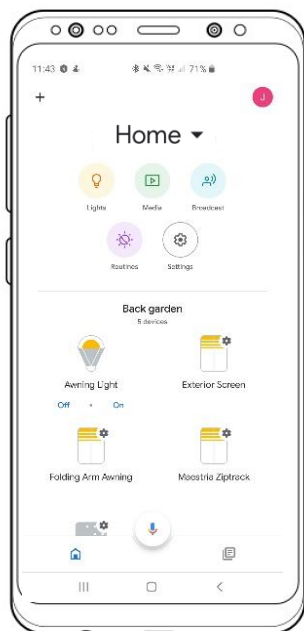 11:43 71%
+ J
Home
Lights Media Broadcast
Routines Settings
Back garden
5 devices
Awning Light Exterior Screen
Off • On
Folding Arm Awning Maestria Ziptrack